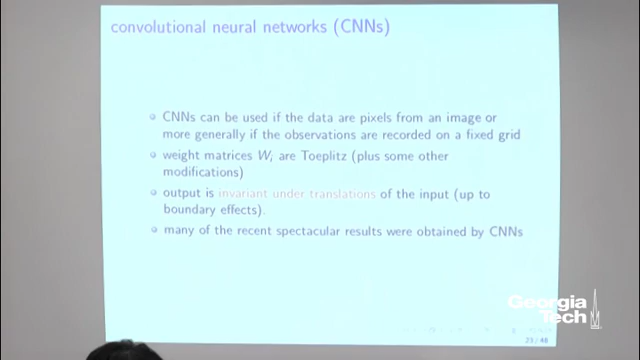 convolutional neural networks (CNNs)
CNNs can be used if the data are pixels from an image or
more generally if the observations are recorded on a fixed grid
weight matrices Wᵢ are Toeplitz (plus some other
modifications)
output is invariant under translations of the input (up to
boundary effects).
many of the recent spectacular results were obtained by CNNs
Georgia
Tech
23 / 48